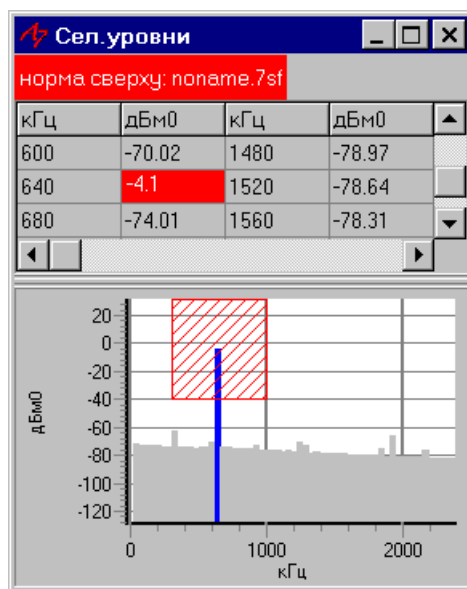 Сел.уровни
норма сверху: noname.7sf
кГц дБм0 кГц дБм0
600 -70.02 1480 -78.97
640 -4.1 1520 -78.64
680 -74.01 1560 -78.31
20
0
-20
-40
-60
-80
-100
-120
дБм0
0 1000 2000
кГц